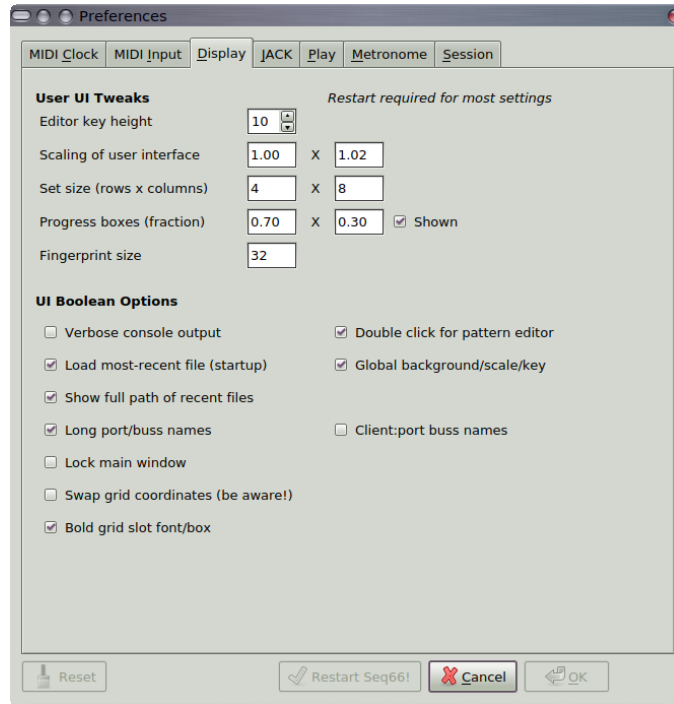 Preferences
MIDI Clock MIDI Input Display JACK Play Metronome Session
User UI Tweaks Restart required for most settings
Editor key height 10
Scaling of user interface 1.00 X 1.02
Set size (rows x columns) 4 X 8
Progress boxes (fraction) 0.70 X 0.30 Shown
Fingerprint size 32
UI Boolean Options
Verbose console output Double click for pattern editor
Load most-recent file (startup) Global background/scale/key
Show full path of recent files
Long port/buss names Client:port buss names
Lock main window
Swap grid coordinates (be aware!)
Bold grid slot font/box
Reset Restart Seq66! Cancel OK